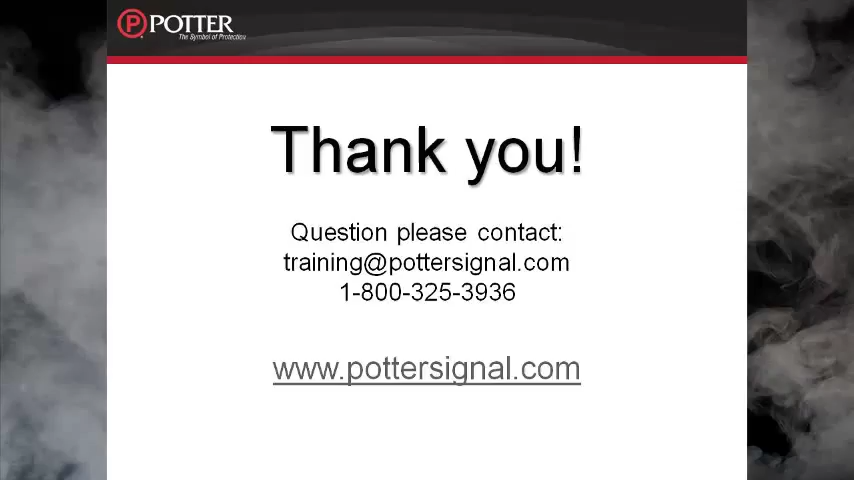 P POTTER
The Symbol of Protection
Thank you!
Question please contact:
training@pottersignal.com
1-800-325-3936
www.pottersignal.com